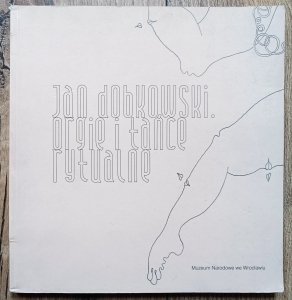 Jan dobkowski.
orgie i tańce
rytualne
Muzeum Narodowe we Wrocławiu